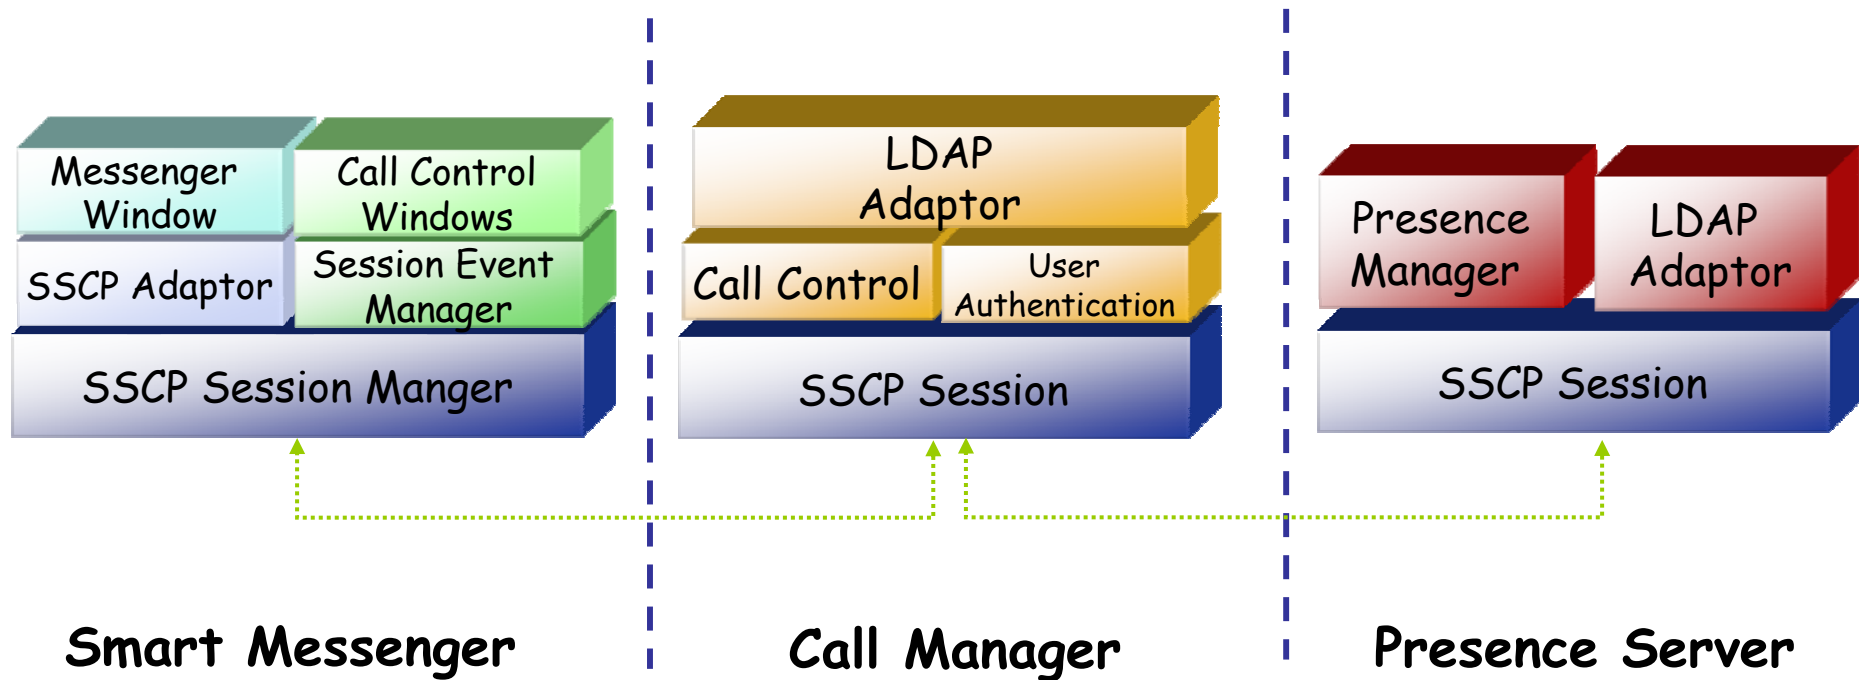 Messenger
Window
Call Control
Windows
SSCP Adaptor
Session Event
Manager
SSCP Session Manger
Smart Messenger
LDAP
Adaptor
Call Control
User
Authentication
SSCP Session
Call Manager
Presence
Manager
LDAP
Adaptor
SSCP Session
Presence Server